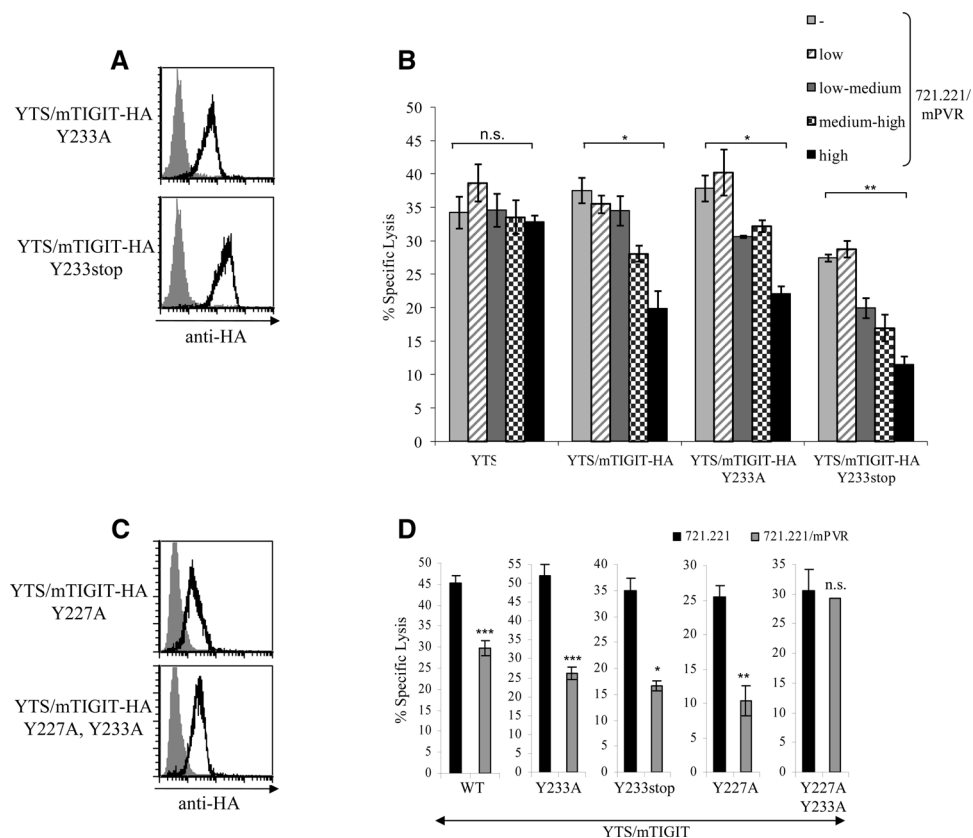 A
YTS/mTIGIT-HA
Y233A
YTS/mTIGIT-HA
Y233stop
anti-HA
B
-
low
low-medium
medium-high
high
721.221/
mPVR
% Specific Lysis
50
45
40
35
30
25
20
15
10
5
0
n.s.
*
*
**
YTS
YTS/mTIGIT-HA
YTS/mTIGIT-HA
Y233A
YTS/mTIGIT-HA
Y233stop
C
YTS/mTIGIT-HA
Y227A
YTS/mTIGIT-HA
Y227A, Y233A
anti-HA
D
721.221 721.221/mPVR
% Specific Lysis
50
45
40
35
30
25
20
15
10
5
0
***
WT
55
50
45
40
35
30
25
20
15
10
5
0
***
Y233A
40
35
30
25
20
15
10
5
0
*
Y233stop
30
25
20
15
10
5
0
**
Y227A
35
30
25
20
15
10
5
0
n.s.
Y227A
Y233A
YTS/mTIGIT